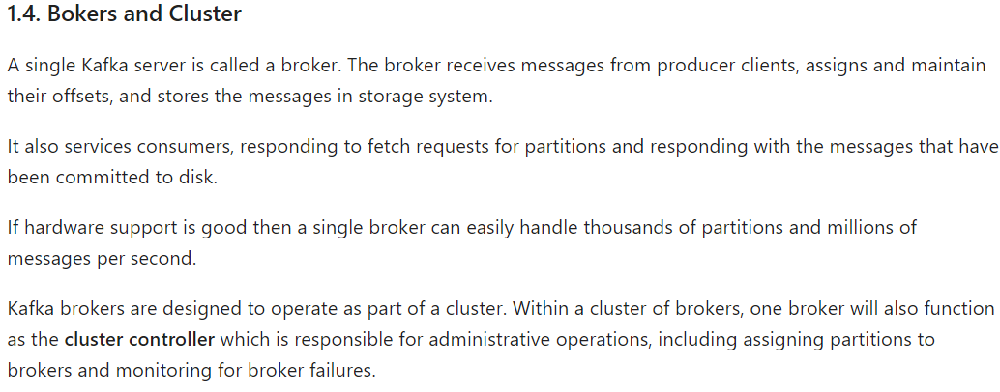 1.4. Bokers and Cluster
A single Kafka server is called a broker. The broker receives messages from producer clients, assigns and maintain
their offsets, and stores the messages in storage system.
It also services consumers, responding to fetch requests for partitions and responding with the messages that have
been committed to disk.
If hardware support is good then a single broker can easily handle thousands of partitions and millions of
messages per second.
Kafka brokers are designed to operate as part of a cluster. Within a cluster of brokers, one broker will also function
as the cluster controller which is responsible for administrative operations, including assigning partitions to
brokers and monitoring for broker failures.